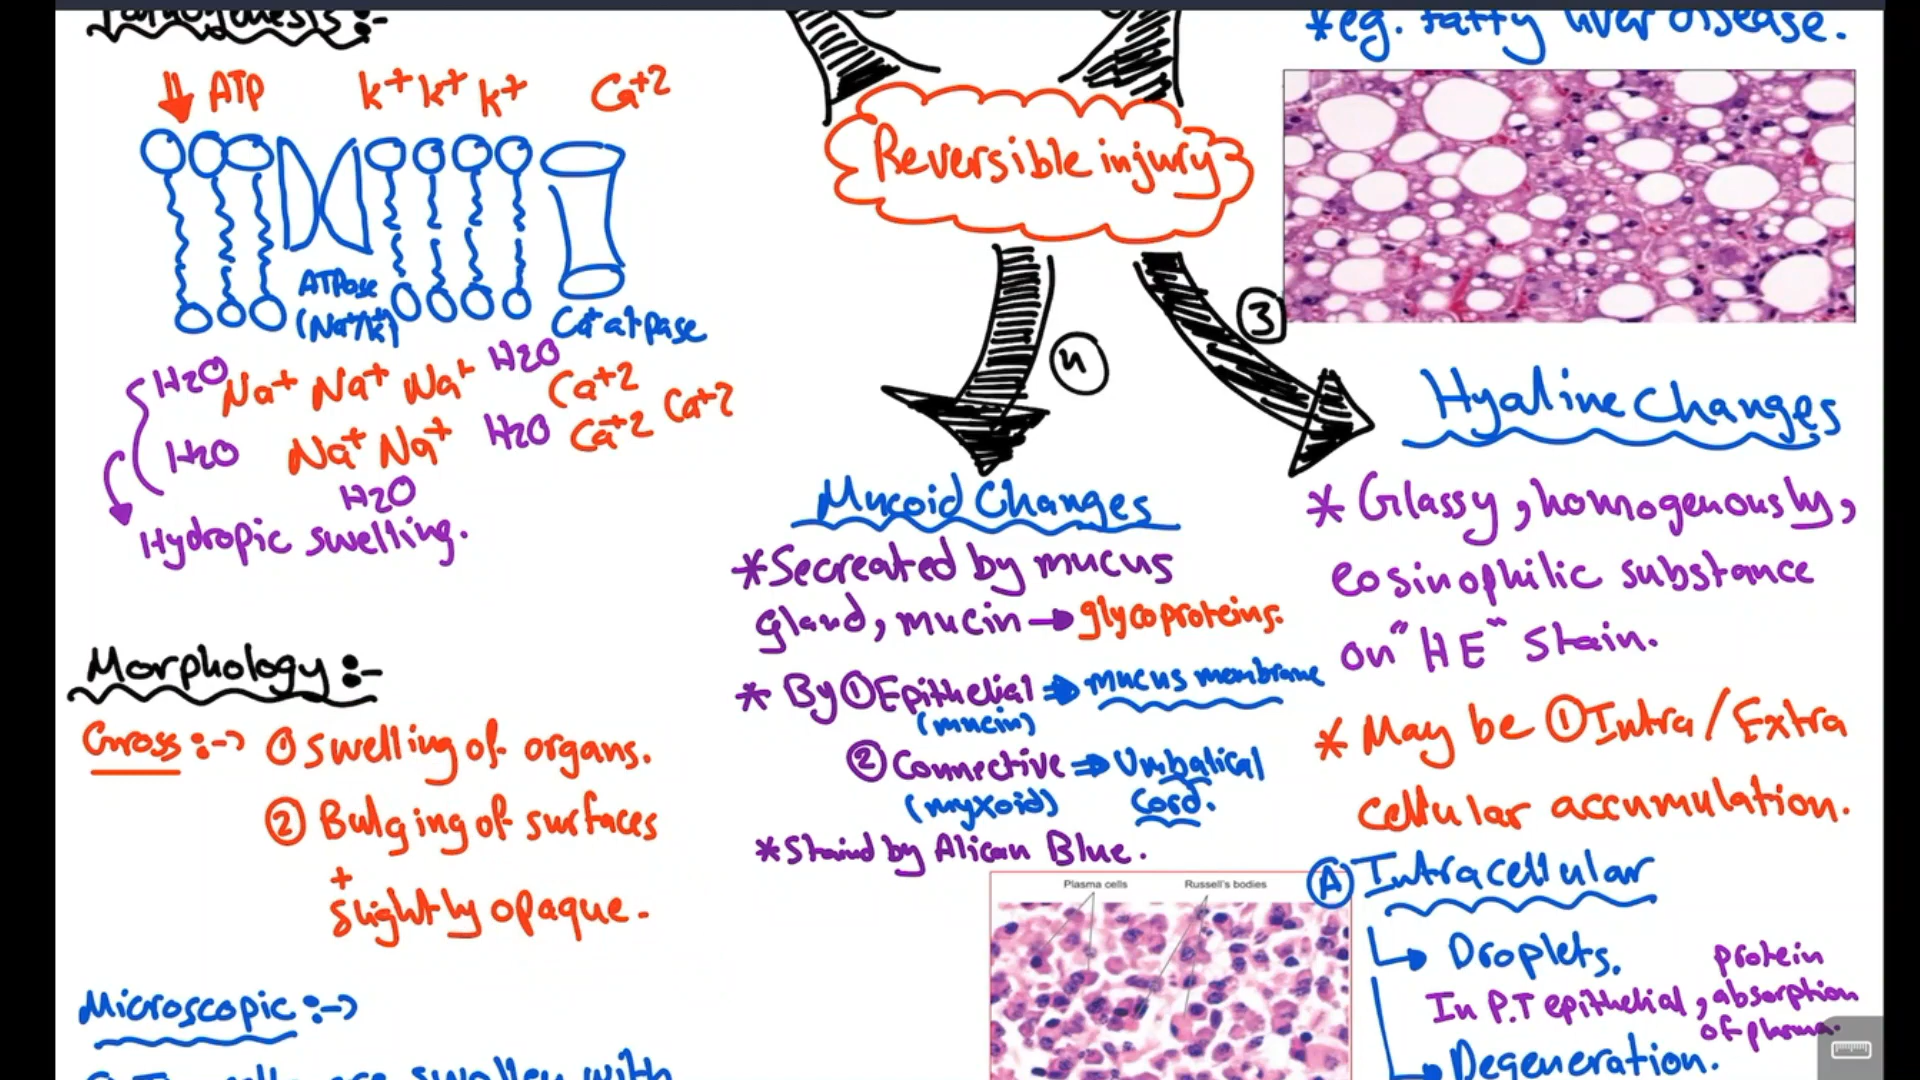 Pathogenesis:-
ATP K+ K+ K+ Ca+2
ATPase
(Na+/K+)
Ca+ atpase
H2O Na+ Na+ Na+ H2O Ca+2
Ca+2
H2O Na+ Na+ H2O Ca+2
H2O
Hydropic swelling.
Morphology:-
Gross:-> ① Swelling of organs.
② Bulging of surfaces
+
slightly opaque.
Microscopic:->
Reversible injury
4
3
Mucoid Changes
*Secreated by mucus
gland, mucin → glycoproteins.
* By ① Epithelial ⇒ mucus membrane
(mucin)
② Connective ⇒ Umbalical
(myxoid) Cord.
*Staind by Alican Blue.
Plasma cells Russell's bodies
*eg. fatty liver disease.
Hyaline Changes
* Glassy, homogenously,
eosinophilic substance
on "HE" Stain.
* May be ① Intra/Extra
cellular accumulation.
Ⓐ Intracellular
↳ Droplets.
In P.T epithelial, protein
absorption
of plasma.
↳ Degeneration.